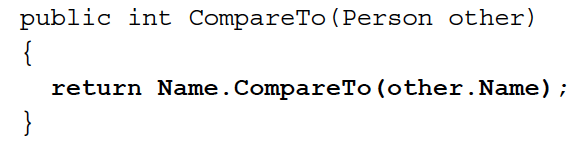 public int CompareTo(Person other)
{
  return Name.CompareTo(other.Name);
}